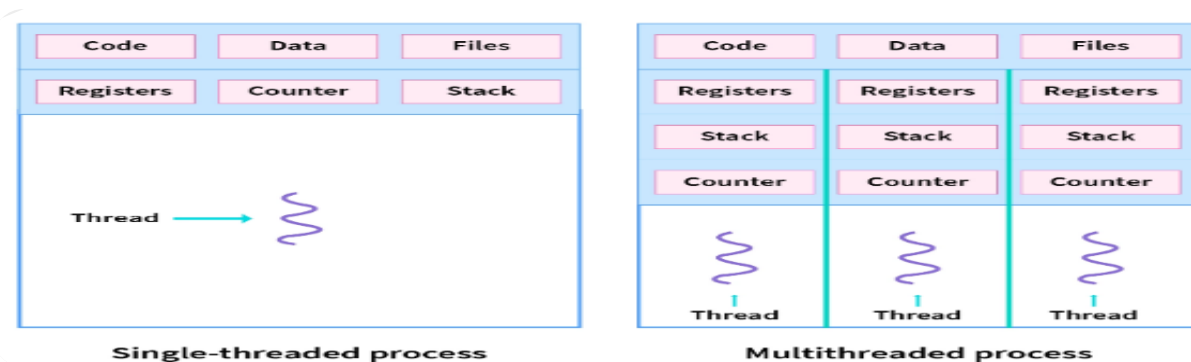 Code Data Files
Registers Counter Stack
Thread
Single-threaded process
Code Data Files
Registers Registers Registers
Stack Stack Stack
Counter Counter Counter
Thread Thread Thread
Multithreaded process